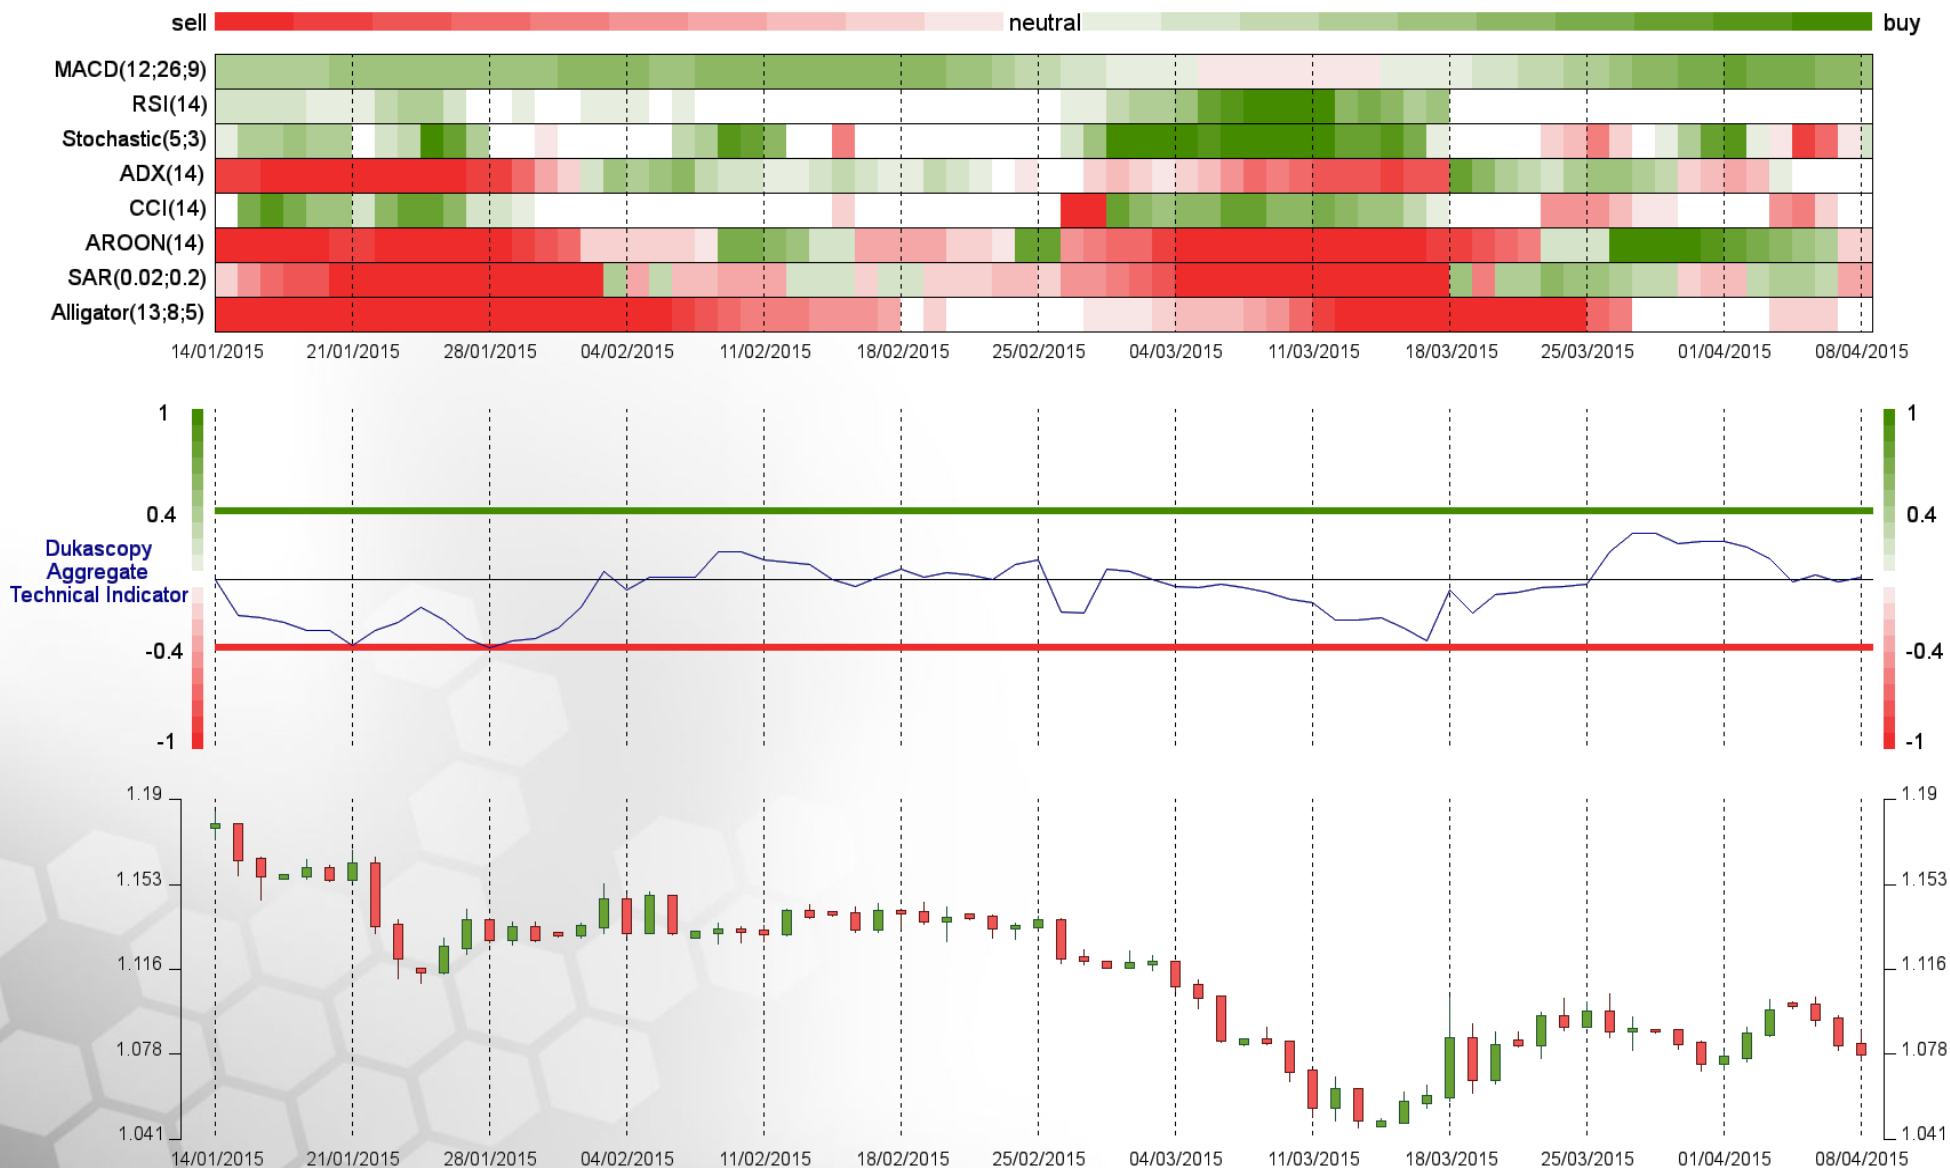 sell neutral buy
MACD(12;26;9)
RSI(14)
Stochastic(5;3)
ADX(14)
CCI(14)
AROON(14)
SAR(0.02;0.2)
Alligator(13;8;5)
14/01/2015 21/01/2015 28/01/2015 04/02/2015 11/02/2015 18/02/2015 25/02/2015 04/03/2015 11/03/2015 18/03/2015 25/03/2015 01/04/2015 08/04/2015
1 1
0.4 0.4
Dukascopy
Aggregate
Technical Indicator
-0.4 -0.4
-1 -1
1.19 1.19
1.153 1.153
1.116 1.116
1.078 1.078
1.041 1.041
14/01/2015 21/01/2015 28/01/2015 04/02/2015 11/02/2015 18/02/2015 25/02/2015 04/03/2015 11/03/2015 18/03/2015 25/03/2015 01/04/2015 08/04/2015